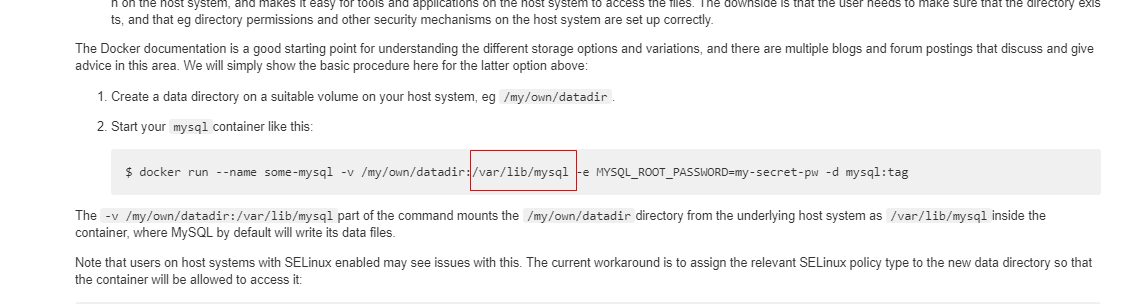 n on the host system, and makes it easy for tools and applications on the host system to access the files. The downside is that the user needs to make sure that the directory exis
ts, and that eg directory permissions and other security mechanisms on the host system are set up correctly.
The Docker documentation is a good starting point for understanding the different storage options and variations, and there are multiple blogs and forum postings that discuss and give
advice in this area. We will simply show the basic procedure here for the latter option above:
1. Create a data directory on a suitable volume on your host system, eg /my/own/datadir .
2. Start your mysql container like this:
$ docker run --name some-mysql -v /my/own/datadir:/var/lib/mysql -e MYSQL_ROOT_PASSWORD=my-secret-pw -d mysql:tag
The -v /my/own/datadir:/var/lib/mysql part of the command mounts the /my/own/datadir directory from the underlying host system as /var/lib/mysql inside the
container, where MySQL by default will write its data files.
Note that users on host systems with SELinux enabled may see issues with this. The current workaround is to assign the relevant SELinux policy type to the new data directory so that
the container will be allowed to access it: